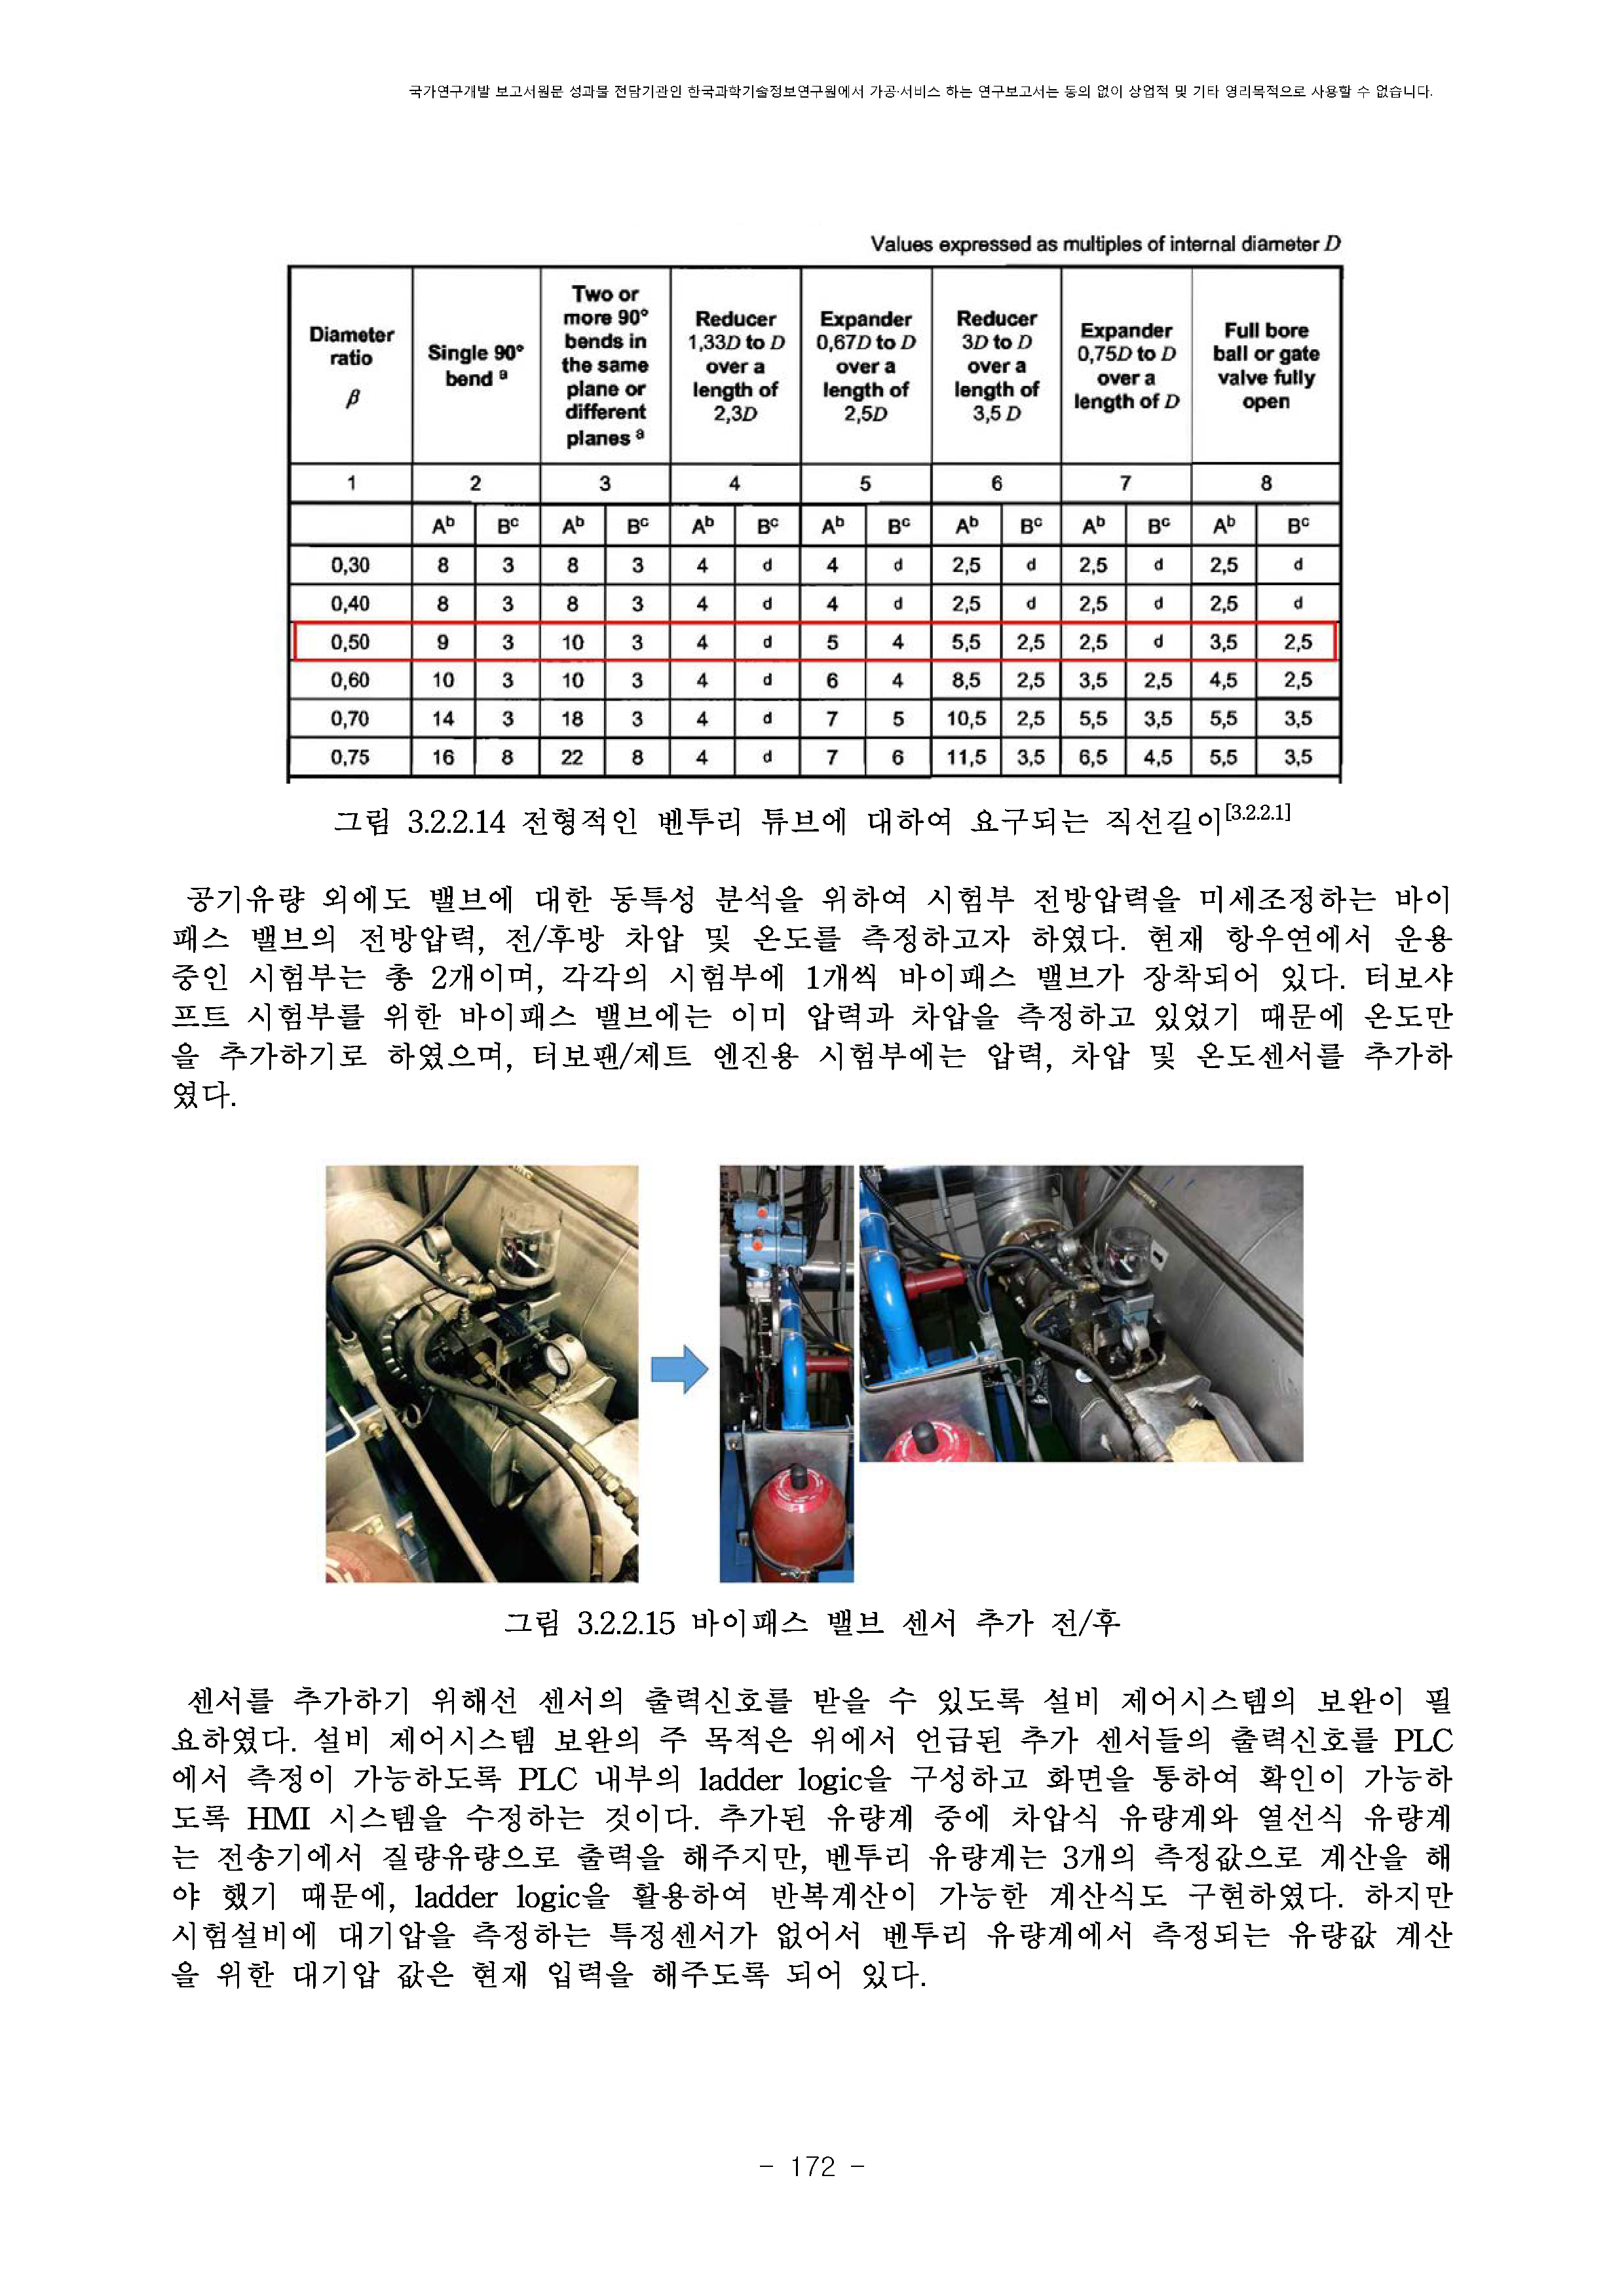 국가연구개발 보고서원문 성과물 전담기관인 한국과학기술정보연구원에서 가공·서비스 하는 연구보고서는 동의 없이 상업적 및 기타 영리목적으로 사용할 수 없습니다.
Values expressed as multiples of internal diameter D
Diameter ratio β | Single 90° bend a | Two or more 90° bends in the same plane or different planes a | Reducer 1,33D to D over a length of 2,3D | Expander 0,67D to D over a length of 2,5D | Reducer 3D to D over a length of 3,5 D | Expander 0,75D to D over a length of D | Full bore ball or gate valve fully open
1 2 3 4 5 6 7 8
Ab Bc Ab Bc Ab Bc Ab Bc Ab Bc Ab Bc Ab Bc
0,30 8 3 8 3 4 d 4 d 2,5 d 2,5 d 2,5 d
0,40 8 3 8 3 4 d 4 d 2,5 d 2,5 d 2,5 d
0,50 9 3 10 3 4 d 5 4 5,5 2,5 2,5 d 3,5 2,5
0,60 10 3 10 3 4 d 6 4 8,5 2,5 3,5 2,5 4,5 2,5
0,70 14 3 18 3 4 d 7 5 10,5 2,5 5,5 3,5 5,5 3,5
0,75 16 8 22 8 4 d 7 6 11,5 3,5 6,5 4,5 5,5 3,5
그림 3.2.2.14 전형적인 벤투리 튜브에 대하여 요구되는 직선길이[3.2.2.1]
공기유량 외에도 밸브에 대한 동특성 분석을 위하여 시험부 전방압력을 미세조정하는 바이
패스 밸브의 전방압력, 전/후방 차압 및 온도를 측정하고자 하였다. 현재 항우연에서 운용
중인 시험부는 총 2개이며, 각각의 시험부에 1개씩 바이패스 밸브가 장착되어 있다. 터보샤
프트 시험부를 위한 바이패스 밸브에는 이미 압력과 차압을 측정하고 있었기 때문에 온도만
을 추가하기로 하였으며, 터보팬/제트 엔진용 시험부에는 압력, 차압 및 온도센서를 추가하
였다.
그림 3.2.2.15 바이패스 밸브 센서 추가 전/후
센서를 추가하기 위해선 센서의 출력신호를 받을 수 있도록 설비 제어시스템의 보완이 필
요하였다. 설비 제어시스템 보완의 주 목적은 위에서 언급된 추가 센서들의 출력신호를 PLC
에서 측정이 가능하도록 PLC 내부의 ladder logic을 구성하고 화면을 통하여 확인이 가능하
도록 HMI 시스템을 수정하는 것이다. 추가된 유량계 중에 차압식 유량계와 열선식 유량계
는 전송기에서 질량유량으로 출력을 해주지만, 벤투리 유량계는 3개의 측정값으로 계산을 해
야 했기 때문에, ladder logic을 활용하여 반복계산이 가능한 계산식도 구현하였다. 하지만
시험설비에 대기압을 측정하는 특정센서가 없어서 벤투리 유량계에서 측정되는 유량값 계산
을 위한 대기압 값은 현재 입력을 해주도록 되어 있다.
- 172 -